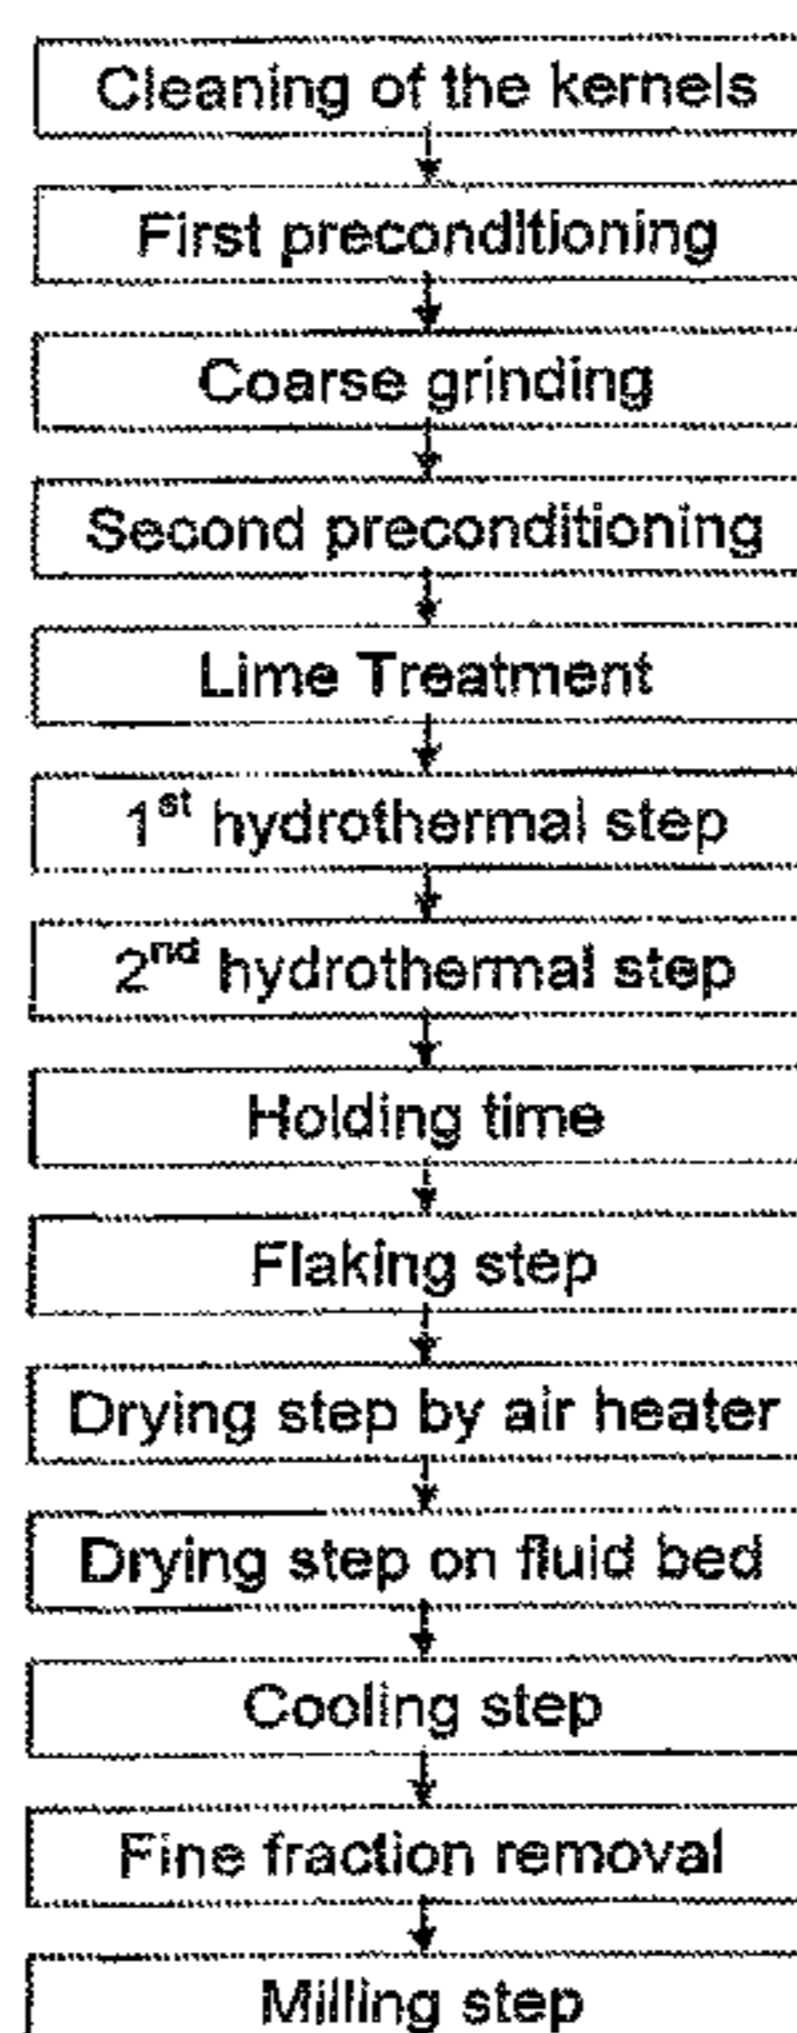 Cleaning of the kernels
First preconditioning
Coarse grinding
Second preconditioning
Lime Treatment
1st hydrothermal step
2nd hydrothermal step
Holding time
Flaking step
Drying step by air heater
Drying step on fluid bed
Cooling step
Fine fraction removal
Milling step